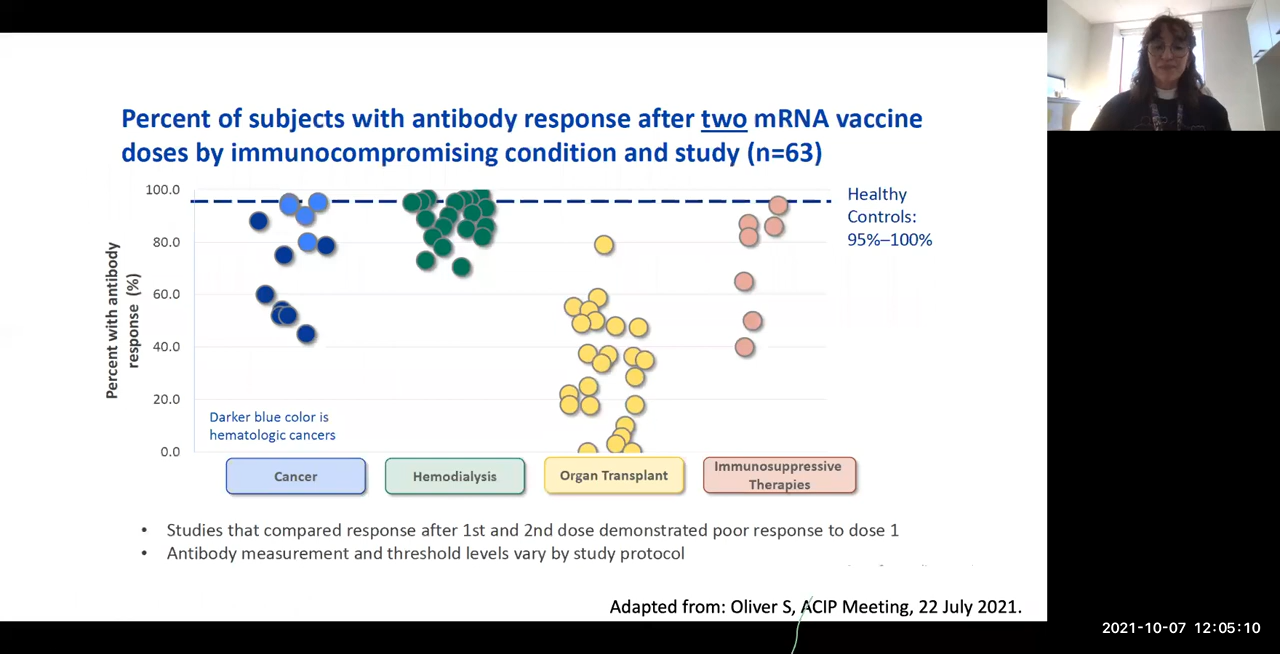 Percent of subjects with antibody response after two mRNA vaccine
doses by immunocompromising condition and study (n=63)
100.0
80.0
60.0
40.0
20.0
0.0
Percent with antibody
response (%)
Healthy
Controls:
95%–100%
Darker blue color is
hematologic cancers
Cancer
Hemodialysis
Organ Transplant
Immunosuppressive
Therapies
• Studies that compared response after 1st and 2nd dose demonstrated poor response to dose 1
• Antibody measurement and threshold levels vary by study protocol
Adapted from: Oliver S, ACIP Meeting, 22 July 2021.
2021-10-07 12:05:10